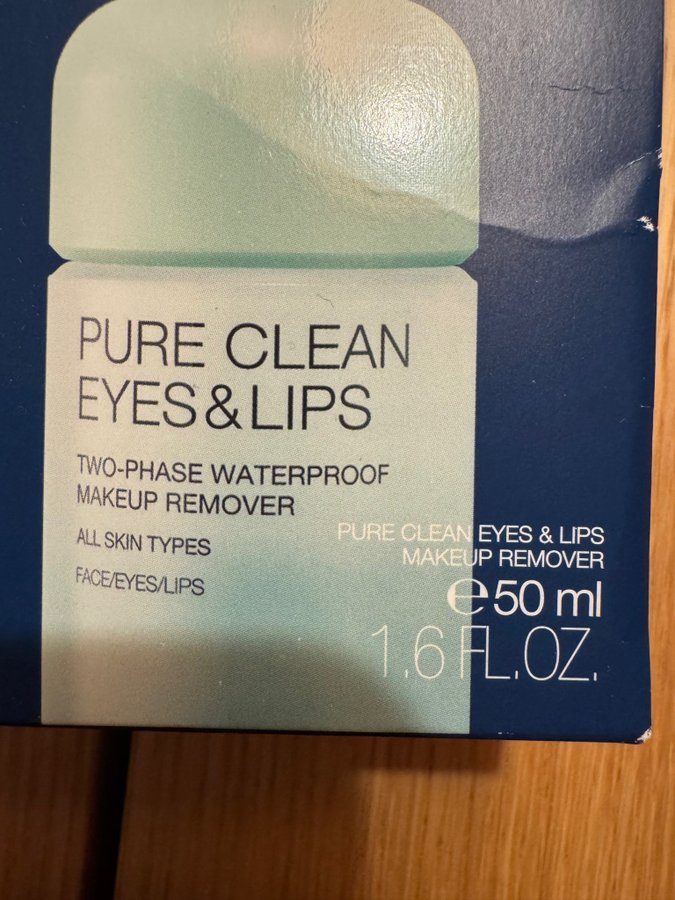 PURE CLEAN
EYES&LIPS
TWO-PHASE WATERPROOF
MAKEUP REMOVER
ALL SKIN TYPES
FACE/EYES/LIPS
PURE CLEAN EYES & LIPS
MAKEUP REMOVER
℮50 ml
1.6 FL.OZ.